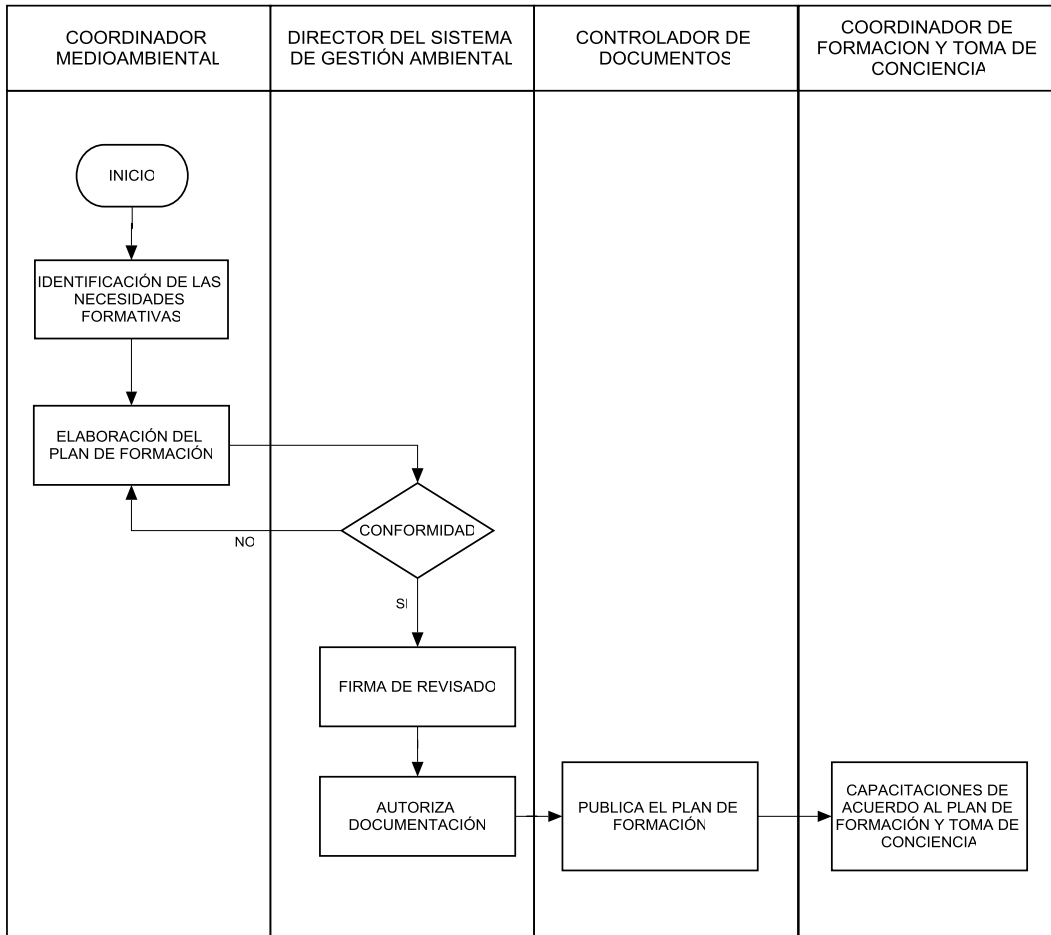 COORDINADOR
MEDIOAMBIENTAL
DIRECTOR DEL SISTEMA
DE GESTIÓN AMBIENTAL
CONTROLADOR DE
DOCUMENTOS
COORDINADOR DE
FORMACION Y TOMA DE
CONCIENCIA
INICIO
IDENTIFICACIÓN DE LAS
NECESIDADES
FORMATIVAS
ELABORACIÓN DEL
PLAN DE FORMACIÓN
CONFORMIDAD
NO
SI
FIRMA DE REVISADO
AUTORIZA
DOCUMENTACIÓN
PUBLICA EL PLAN DE
FORMACIÓN
CAPACITACIONES DE
ACUERDO AL PLAN DE
FORMACIÓN Y TOMA DE
CONCIENCIA